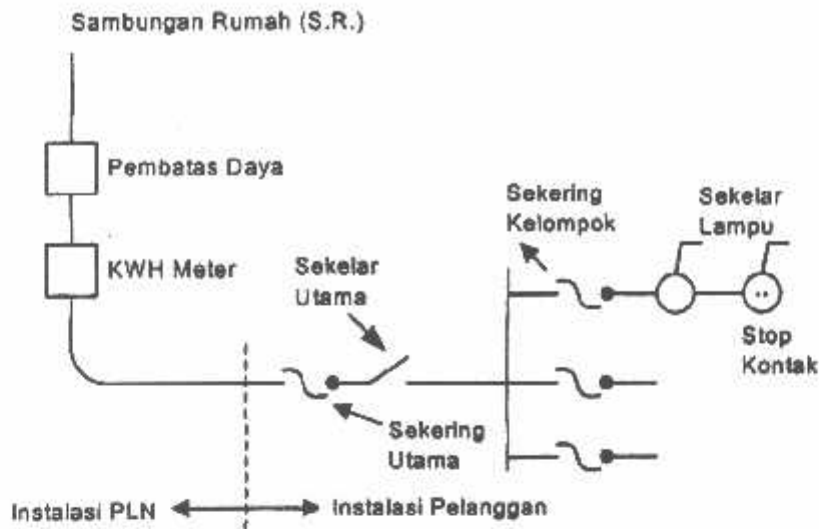 Sambungan Rumah (S.R.)
Pembatas Daya
KWH Meter
Sekelar
Utama
Sekering
Kelompok
Sekelar
Lampu
Stop
Kontak
Sekering
Utama
Instalasi PLN
Instalasi Pelanggan